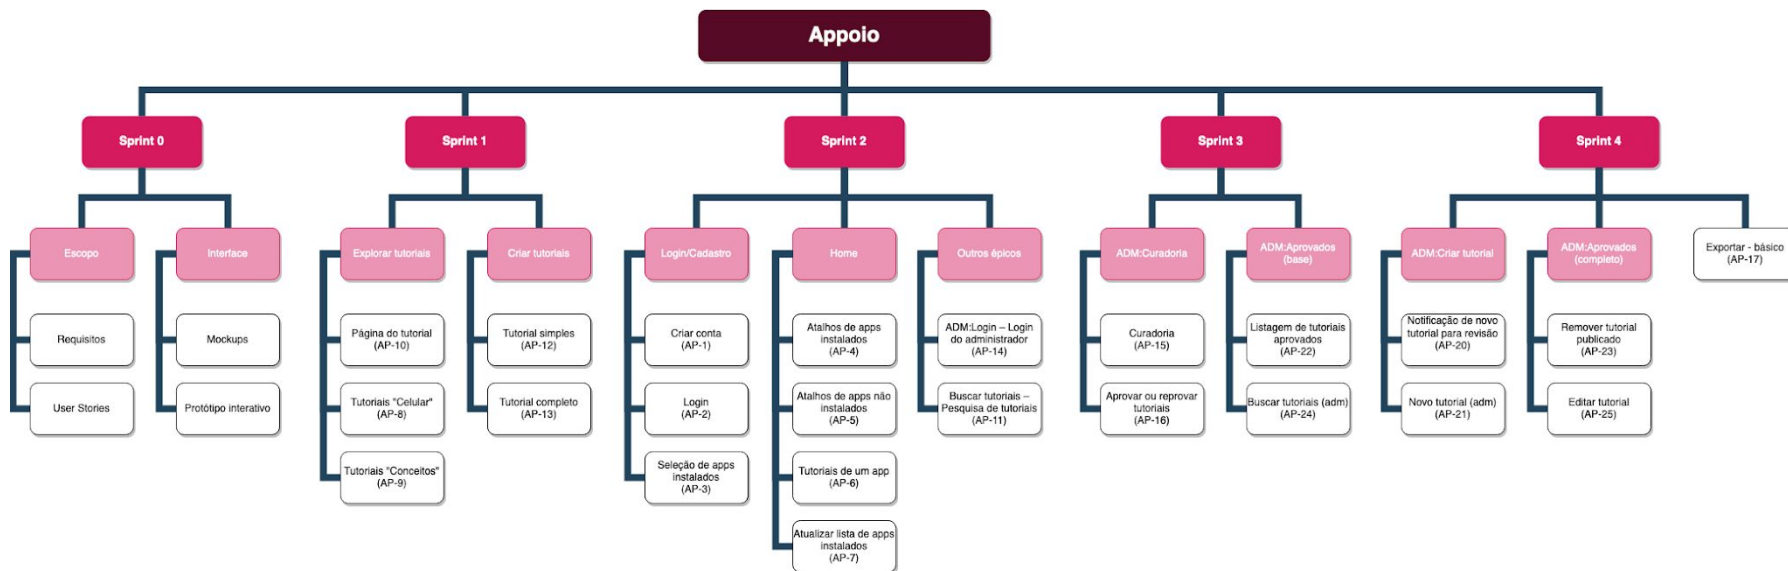 Appoio
Sprint 0
Sprint 1
Sprint 2
Sprint 3
Sprint 4
Escopo
Interface
Explorar tutoriais
Criar tutoriais
Login/Cadastro
Home
Outros épicos
ADM:Curadoria
ADM:Aprovados
(base)
ADM:Criar tutorial
ADM:Aprovados
(completo)
Exportar - básico
(AP-17)
Requisitos
Mockups
Página do tutorial
(AP-10)
Tutorial simples
(AP-12)
Criar conta
(AP-1)
Atalhos de apps
instalados
(AP-4)
ADM:Login – Login
do administrador
(AP-14)
Curadoria
(AP-15)
Listagem de tutoriais
aprovados
(AP-22)
Notificação de novo
tutorial para revisão
(AP-20)
Remover tutorial
publicado
(AP-23)
User Stories
Protótipo interativo
Tutoriais "Celular"
(AP-8)
Tutorial completo
(AP-13)
Login
(AP-2)
Atalhos de apps não
instalados
(AP-5)
Buscar tutoriais –
Pesquisa de tutoriais
(AP-11)
Aprovar ou reprovar
tutoriais
(AP-16)
Buscar tutoriais (adm)
(AP-24)
Novo tutorial (adm)
(AP-21)
Editar tutorial
(AP-25)
Tutoriais "Conceitos"
(AP-9)
Seleção de apps
instalados
(AP-3)
Tutoriais de um app
(AP-6)
Atualizar lista de apps
instalados
(AP-7)